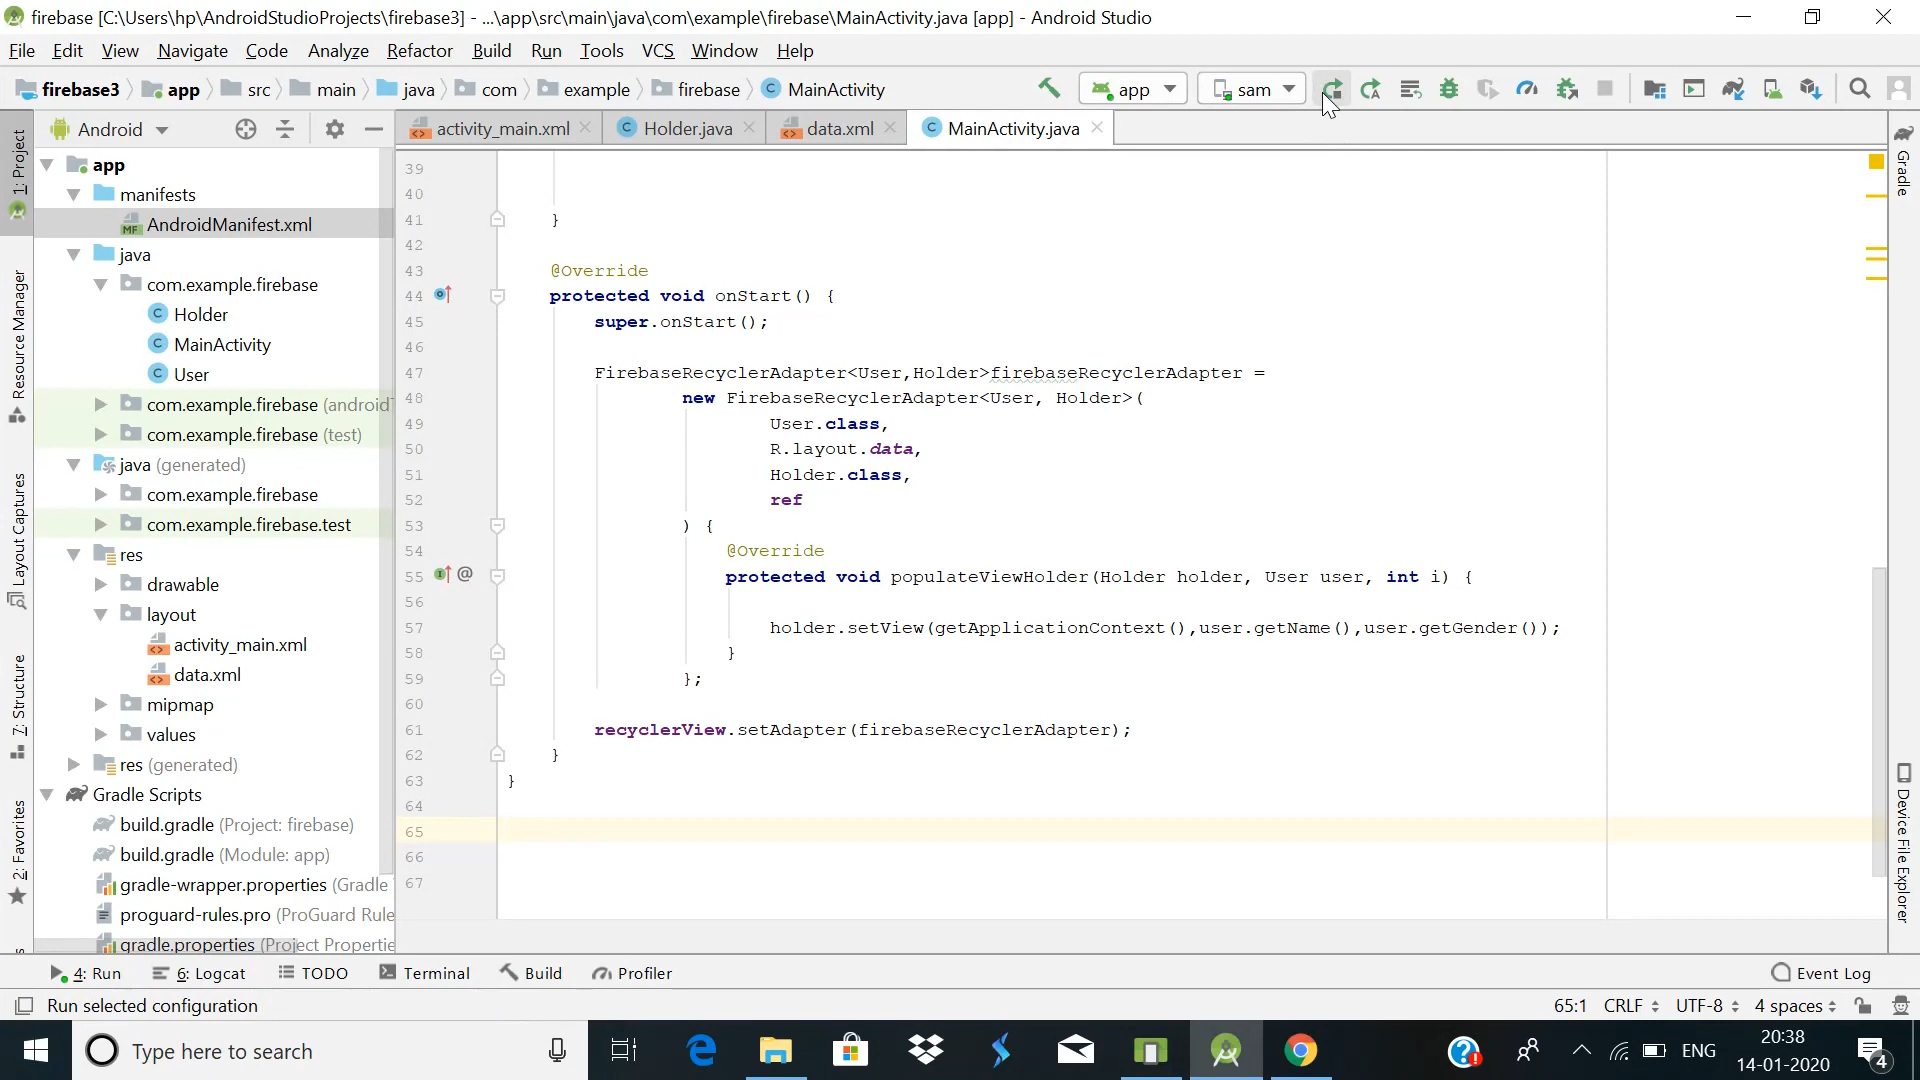 firebase [C:\Users\hp\AndroidStudioProjects\firebase3] - ...\app\src\main\java\com\example\firebase\MainActivity.java [app] - Android Studio
File Edit View Navigate Code Analyze Refactor Build Run Tools VCS Window Help
firebase3 app src main java com example firebase MainActivity app sam
1: Project
Resource Manager
Layout Captures
7: Structure
2: Favorites
Android
app
manifests
MF AndroidManifest.xml
java
com.example.firebase
C Holder
C MainActivity
C User
com.example.firebase (android
com.example.firebase (test)
java (generated)
com.example.firebase
com.example.firebase.test
res
drawable
layout
activity_main.xml
data.xml
mipmap
values
res (generated)
Gradle Scripts
build.gradle (Project: firebase)
build.gradle (Module: app)
gradle-wrapper.properties (Gradle
proguard-rules.pro (ProGuard Rule
gradle.properties (Project Propertie
activity_main.xml C Holder.java data.xml C MainActivity.java
39
40
41 }
42
43 @Override
44 protected void onStart() {
45 super.onStart();
46
47 FirebaseRecyclerAdapter<User,Holder>firebaseRecyclerAdapter =
48 new FirebaseRecyclerAdapter<User, Holder>(
49 User.class,
50 R.layout.data,
51 Holder.class,
52 ref
53 ) {
54 @Override
55 @ protected void populateViewHolder(Holder holder, User user, int i) {
56
57 holder.setView(getApplicationContext(),user.getName(),user.getGender());
58 }
59 };
60
61 recyclerView.setAdapter(firebaseRecyclerAdapter);
62 }
63 }
64
65
66
67
Gradle
Device File Explorer
4: Run 6: Logcat TODO Terminal Build Profiler Event Log
Run selected configuration 65:1 CRLF UTF-8 4 spaces
Type here to search ENG 20:38
14-01-2020 4